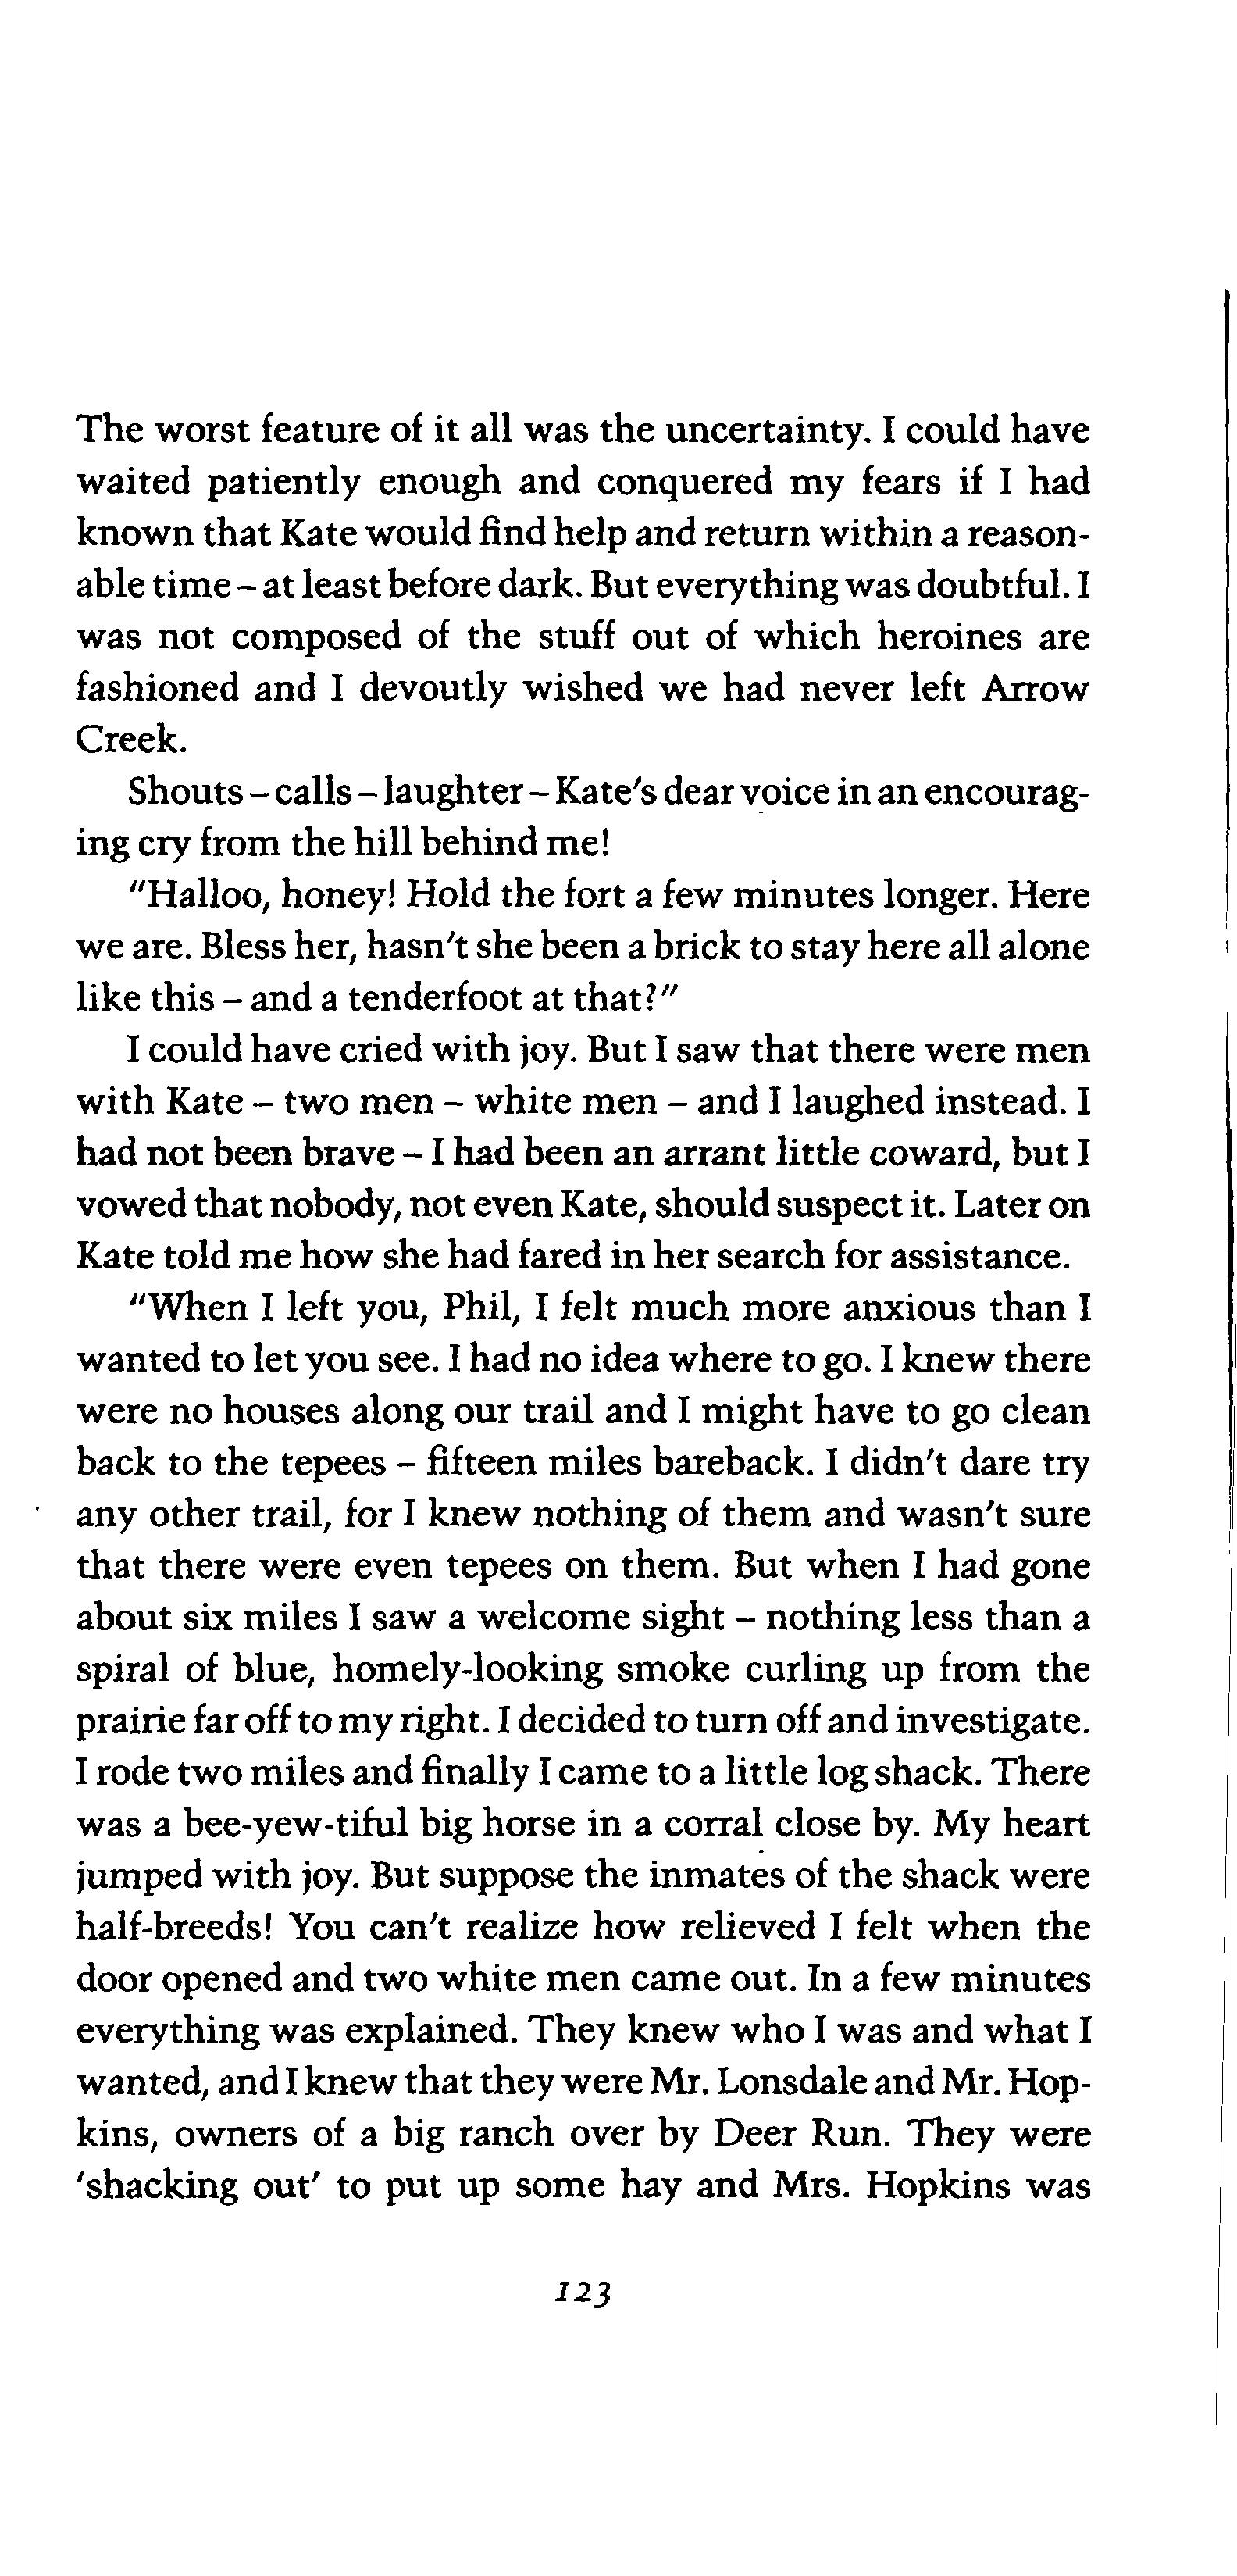 The worst feature of it all was the uncertainty. I could have
waited patiently enough and conquered my fears if I had
known that Kate would find help and return within a reason-
able time – at least before dark. But everything was doubtful. I
was not composed of the stuff out of which heroines are
fashioned and I devoutly wished we had never left Arrow
Creek.
Shouts – calls – laughter – Kate's dear voice in an encourag-
ing cry from the hill behind me!
"Halloo, honey! Hold the fort a few minutes longer. Here
we are. Bless her, hasn't she been a brick to stay here all alone
like this – and a tenderfoot at that?"
I could have cried with joy. But I saw that there were men
with Kate – two men – white men – and I laughed instead. I
had not been brave – I had been an arrant little coward, but I
vowed that nobody, not even Kate, should suspect it. Later on
Kate told me how she had fared in her search for assistance.
"When I left you, Phil, I felt much more anxious than I
wanted to let you see. I had no idea where to go. I knew there
were no houses along our trail and I might have to go clean
back to the tepees – fifteen miles bareback. I didn't dare try
any other trail, for I knew nothing of them and wasn't sure
that there were even tepees on them. But when I had gone
about six miles I saw a welcome sight – nothing less than a
spiral of blue, homely-looking smoke curling up from the
prairie far off to my right. I decided to turn off and investigate.
I rode two miles and finally I came to a little log shack. There
was a bee-yew-tiful big horse in a corral close by. My heart
jumped with joy. But suppose the inmates of the shack were
half-breeds! You can't realize how relieved I felt when the
door opened and two white men came out. In a few minutes
everything was explained. They knew who I was and what I
wanted, and I knew that they were Mr. Lonsdale and Mr. Hop-
kins, owners of a big ranch over by Deer Run. They were
'shacking out' to put up some hay and Mrs. Hopkins was
123